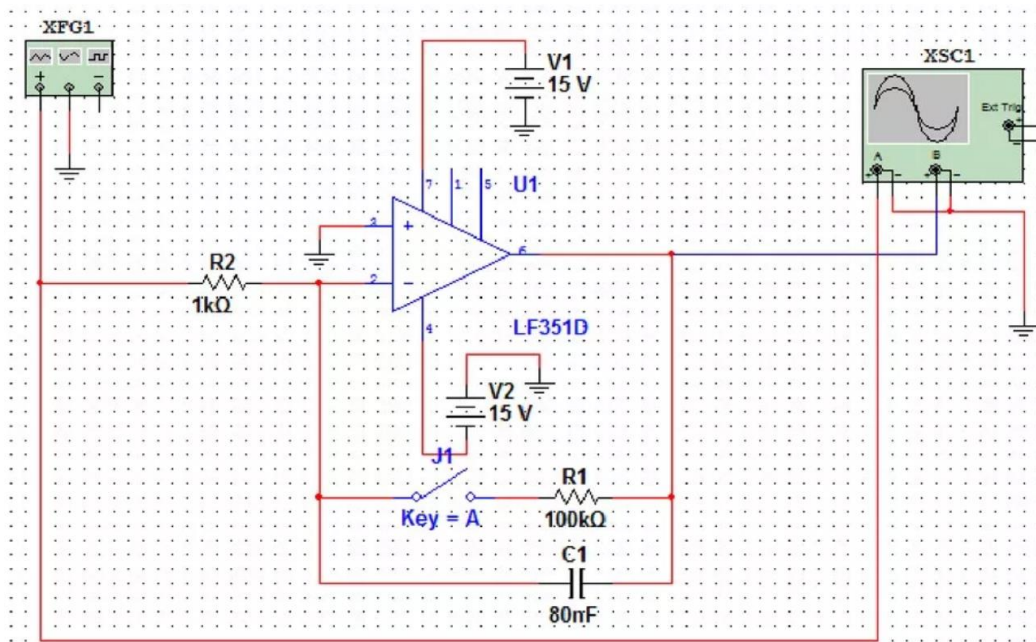 XFG1
+ −
V1
15 V
XSC1
Ext Trig
+
−
A B
+ − + −
7 1 5 U1
3 +
6
R2
2 −
1kΩ
4 LF351D
V2
15 V
J1
R1
Key = A 100kΩ
C1
80mF